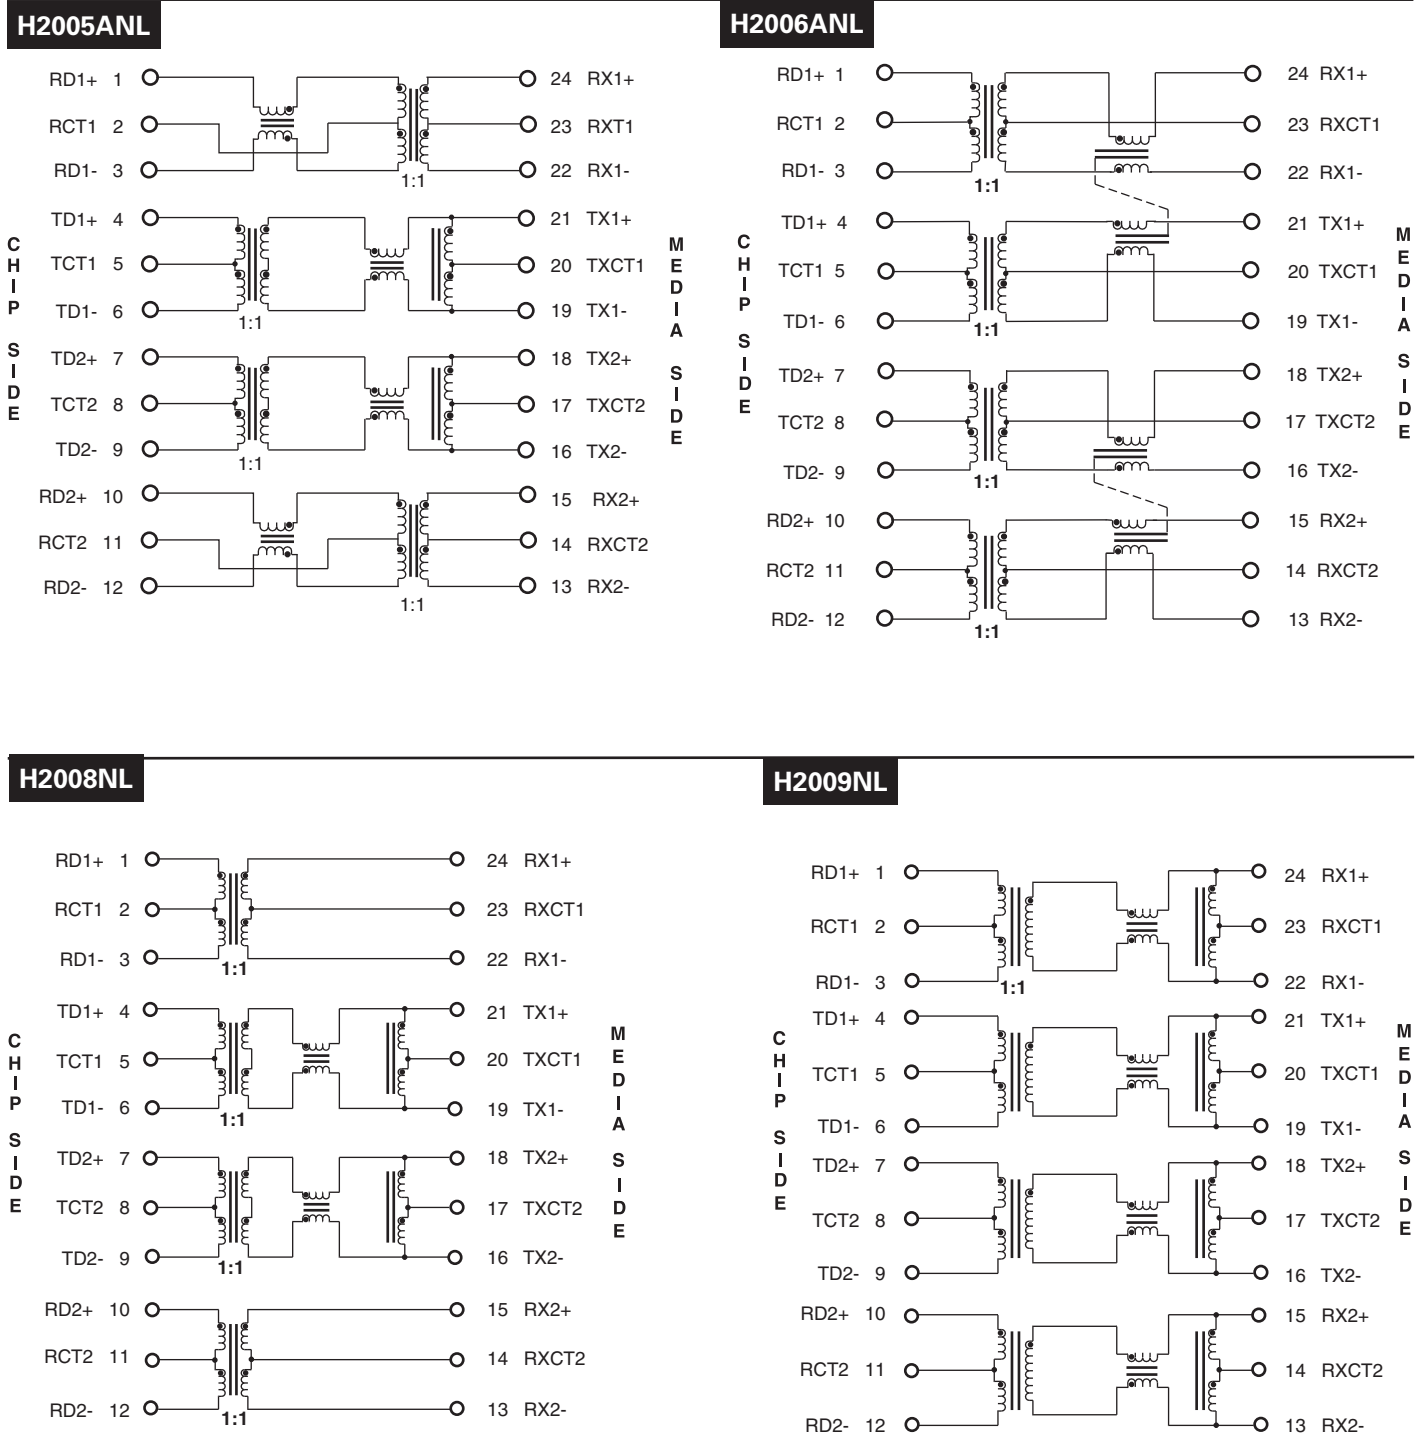 H2005ANL
RD1+ 1 24 RX1+
RCT1 2 23 RXT1
RD1- 3 22 RX1-
1:1
TD1+ 4 21 TX1+
TCT1 5 20 TXCT1
TD1- 6 19 TX1-
1:1
TD2+ 7 18 TX2+
TCT2 8 17 TXCT2
TD2- 9 16 TX2-
1:1
RD2+ 10 15 RX2+
RCT2 11 14 RXCT2
RD2- 12 13 RX2-
1:1
CHIP SIDE
MEDIA SIDE
H2006ANL
RD1+ 1 24 RX1+
RCT1 2 23 RXCT1
RD1- 3 22 RX1-
1:1
TD1+ 4 21 TX1+
TCT1 5 20 TXCT1
TD1- 6 19 TX1-
1:1
TD2+ 7 18 TX2+
TCT2 8 17 TXCT2
TD2- 9 16 TX2-
1:1
RD2+ 10 15 RX2+
RCT2 11 14 RXCT2
RD2- 12 13 RX2-
1:1
CHIP SIDE
MEDIA SIDE
H2008NL
RD1+ 1 24 RX1+
RCT1 2 23 RXCT1
RD1- 3 22 RX1-
1:1
TD1+ 4 21 TX1+
TCT1 5 20 TXCT1
TD1- 6 19 TX1-
1:1
TD2+ 7 18 TX2+
TCT2 8 17 TXCT2
TD2- 9 16 TX2-
1:1
RD2+ 10 15 RX2+
RCT2 11 14 RXCT2
RD2- 12 13 RX2-
1:1
CHIP SIDE
MEDIA SIDE
H2009NL
RD1+ 1 24 RX1+
RCT1 2 23 RXCT1
RD1- 3 22 RX1-
1:1
TD1+ 4 21 TX1+
TCT1 5 20 TXCT1
TD1- 6 19 TX1-
TD2+ 7 18 TX2+
TCT2 8 17 TXCT2
TD2- 9 16 TX2-
RD2+ 10 15 RX2+
RCT2 11 14 RXCT2
RD2- 12 13 RX2-
CHIP SIDE
MEDIA SIDE